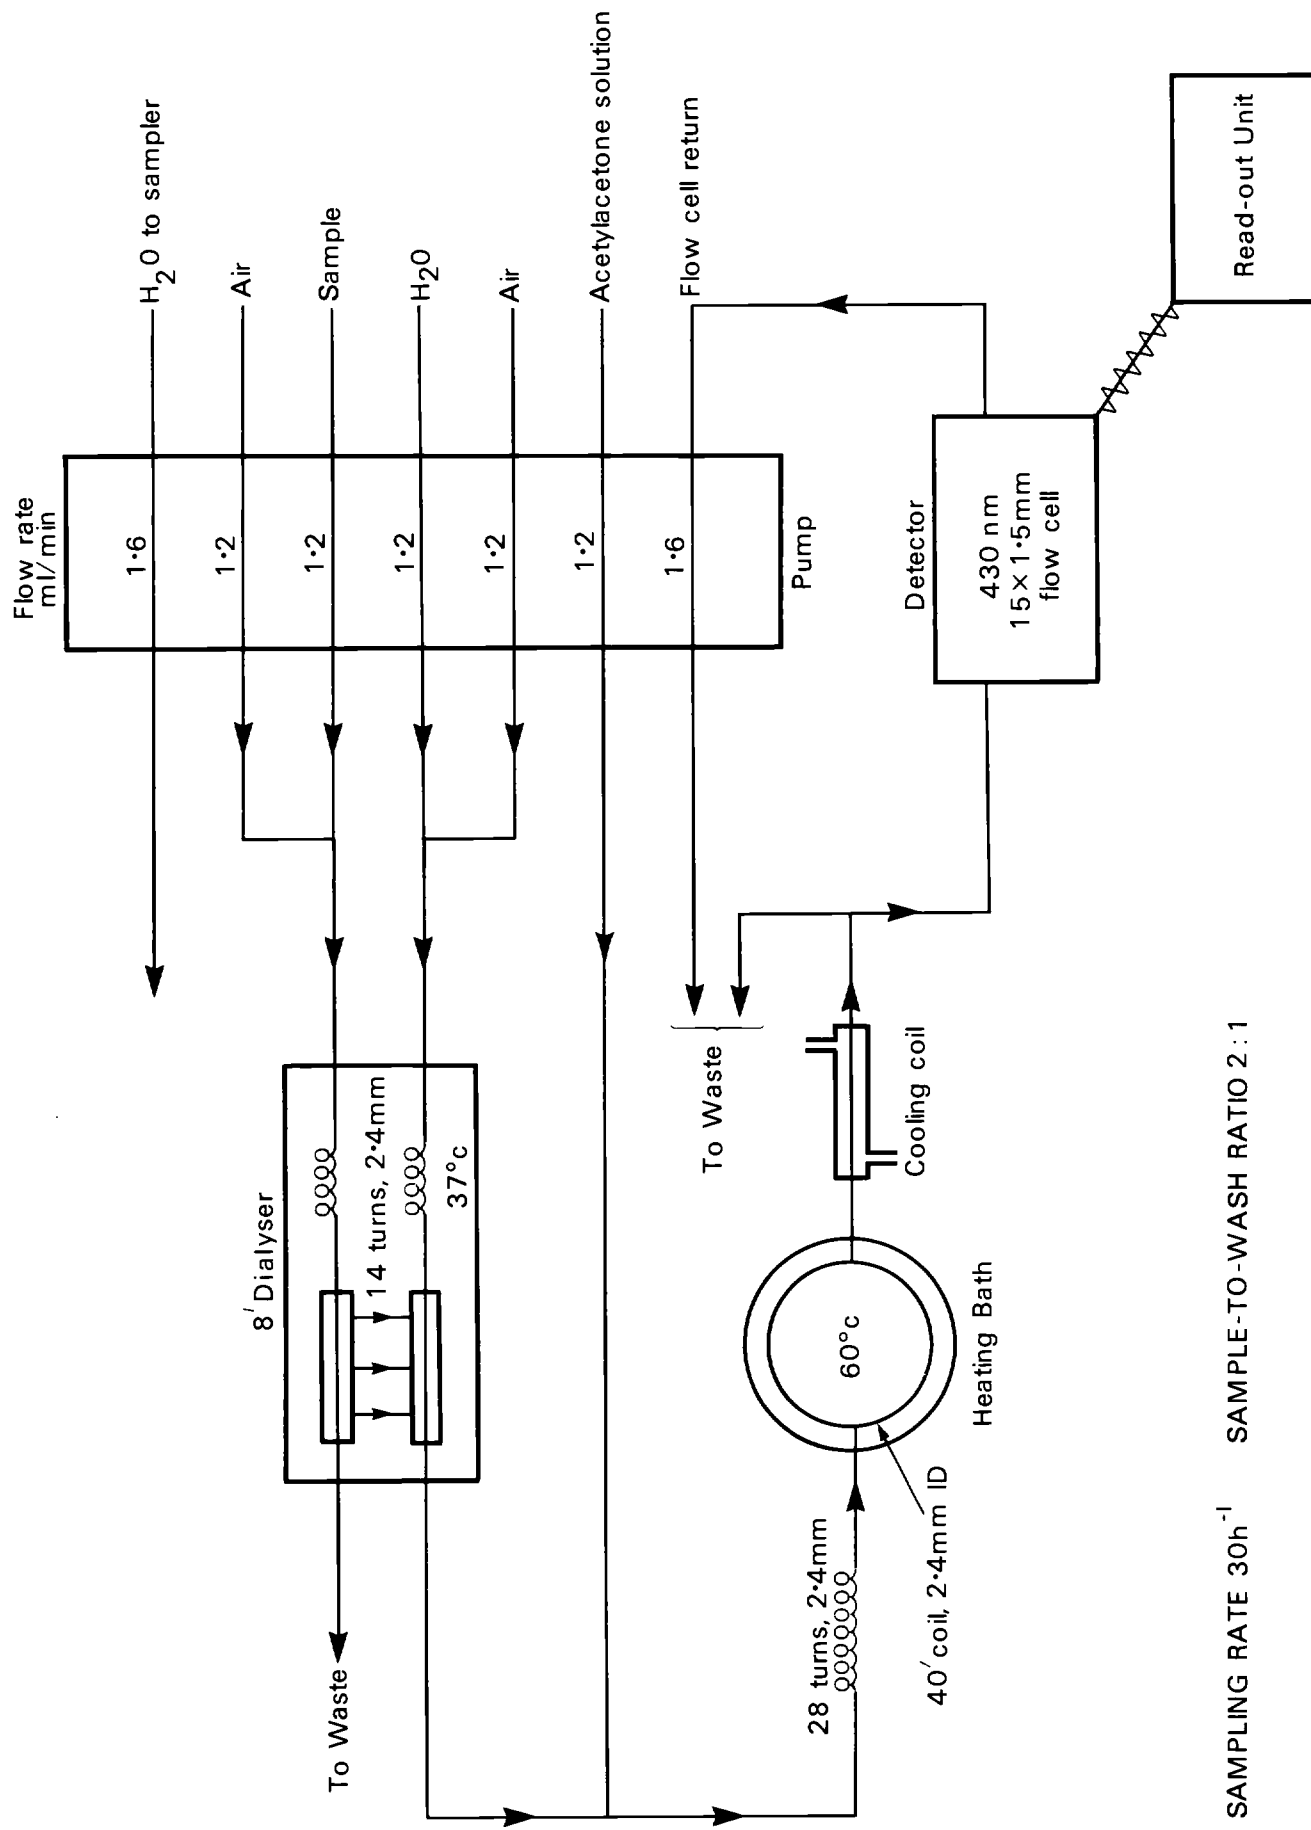 Flow rate
ml/min
1·6
H2O to sampler
1·2
Air
1·2
Sample
1·2
H2O
1·2
Air
1·2
Acetylacetone solution
1·6
Flow cell return
Pump
8′ Dialyser
14 turns, 2·4mm
37°c
To Waste
To Waste
Detector
430 nm
15×1·5mm
flow cell
Read-out Unit
Cooling coil
60°c
Heating Bath
28 turns, 2·4mm
40′ coil, 2·4mm ID
SAMPLING RATE 30h-1
SAMPLE-TO-WASH RATIO 2:1